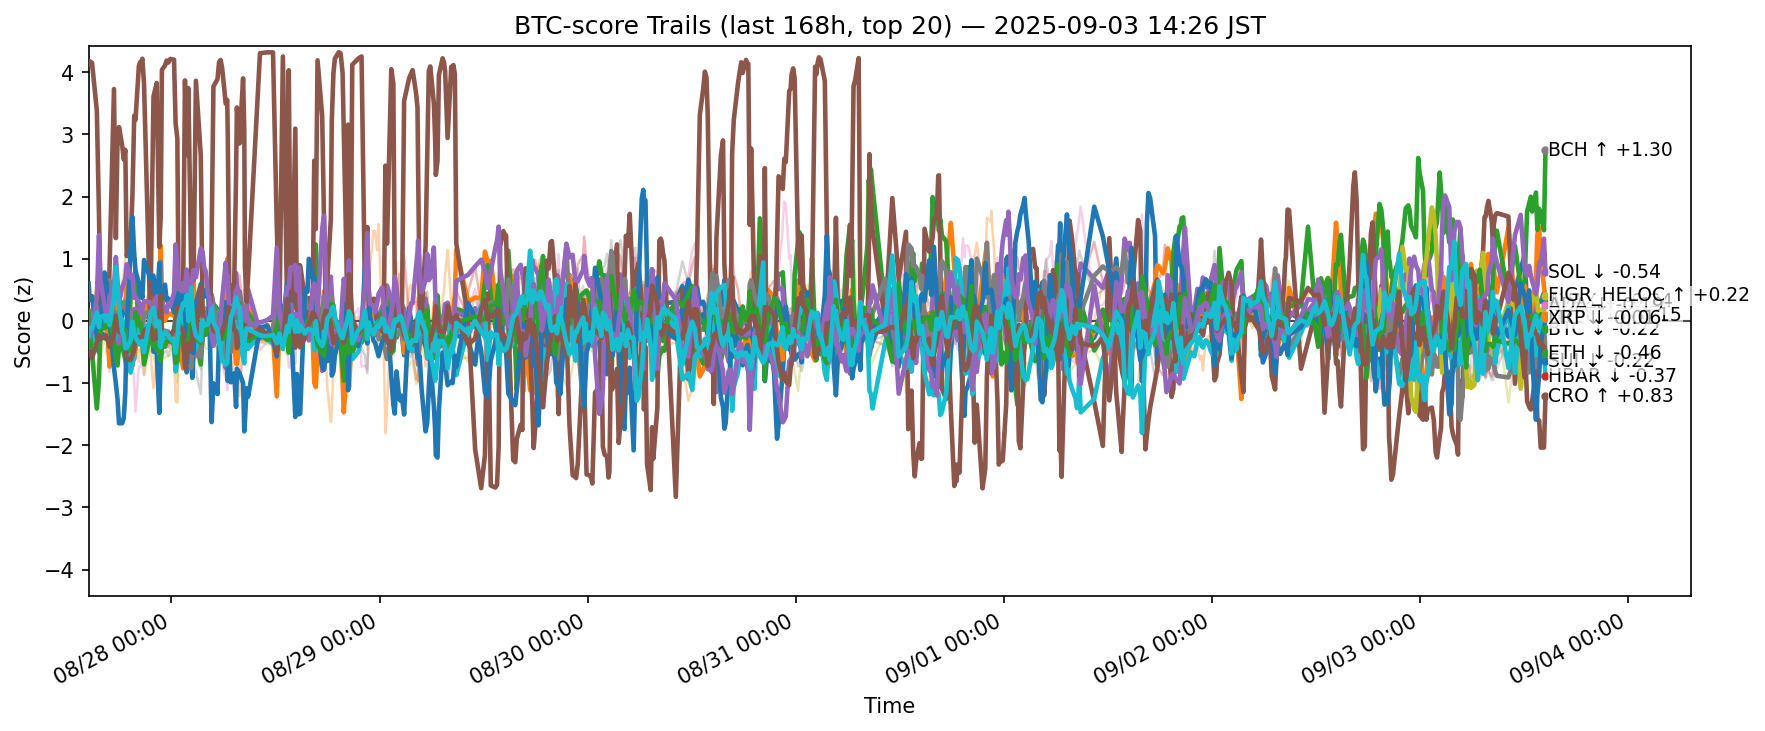 BTC-score Trails (last 168h, top 20) — 2025-09-03 14:26 JST
Score (z)
4
3
2
1
0
−1
−2
−3
−4
BCH ↑ +1.30
SOL ↓ -0.54
FIGR_HELOC ↑ +0.22
XRP ↓ -0.06
BTC ↓ -0.22
ETH ↓ -0.46
SUI ↓ -0.22
HBAR ↓ -0.37
CRO ↑ +0.83
08/28 00:00
08/29 00:00
08/30 00:00
08/31 00:00
09/01 00:00
09/02 00:00
09/03 00:00
09/04 00:00
Time